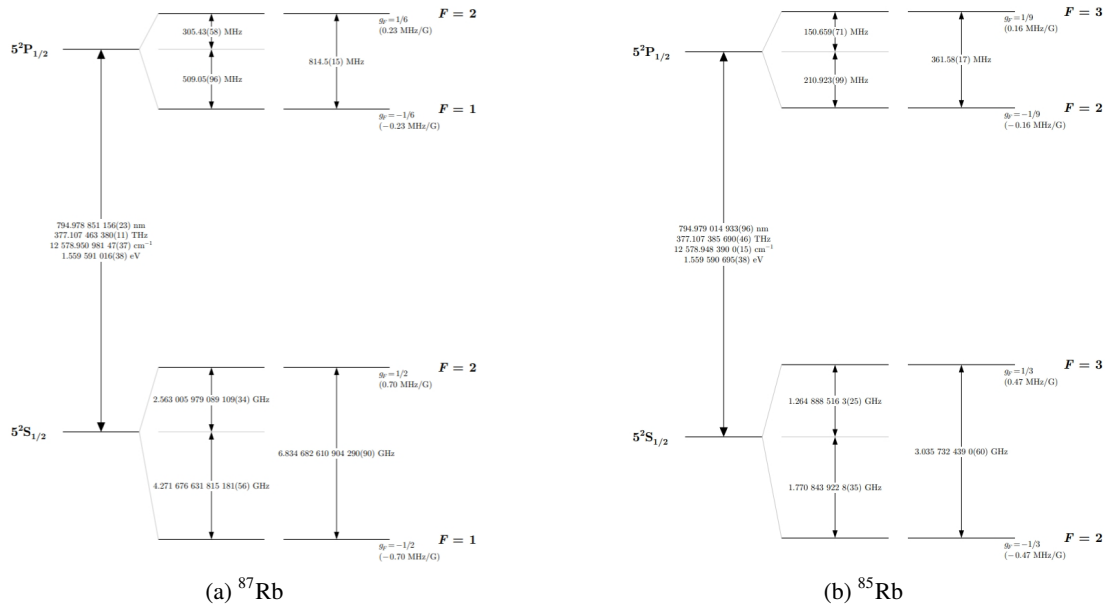 F = 2
g_F = 1/6
(0.23 MHz/G)
305.43(58) MHz
5²P₁/₂
814.5(15) MHz
509.05(96) MHz
F = 1
g_F = −1/6
(−0.23 MHz/G)
794.978 851 156(23) nm
377.107 463 380(11) THz
12 578.950 981 47(37) cm⁻¹
1.559 591 016(38) eV
F = 2
g_F = 1/2
(0.70 MHz/G)
2.563 005 979 089 109(34) GHz
5²S₁/₂
6.834 682 610 904 290(90) GHz
4.271 676 631 815 181(56) GHz
F = 1
g_F = −1/2
(−0.70 MHz/G)
(a) ⁸⁷Rb
F = 3
g_F = 1/9
(0.16 MHz/G)
150.659(71) MHz
5²P₁/₂
361.58(17) MHz
210.923(99) MHz
F = 2
g_F = −1/9
(−0.16 MHz/G)
794.979 014 933(96) nm
377.107 385 690(46) THz
12 578.948 390 0(15) cm⁻¹
1.559 590 695(38) eV
F = 3
g_F = 1/3
(0.47 MHz/G)
1.264 888 516 3(25) GHz
5²S₁/₂
3.035 732 439 0(60) GHz
1.770 843 922 8(35) GHz
F = 2
g_F = −1/3
(−0.47 MHz/G)
(b) ⁸⁵Rb